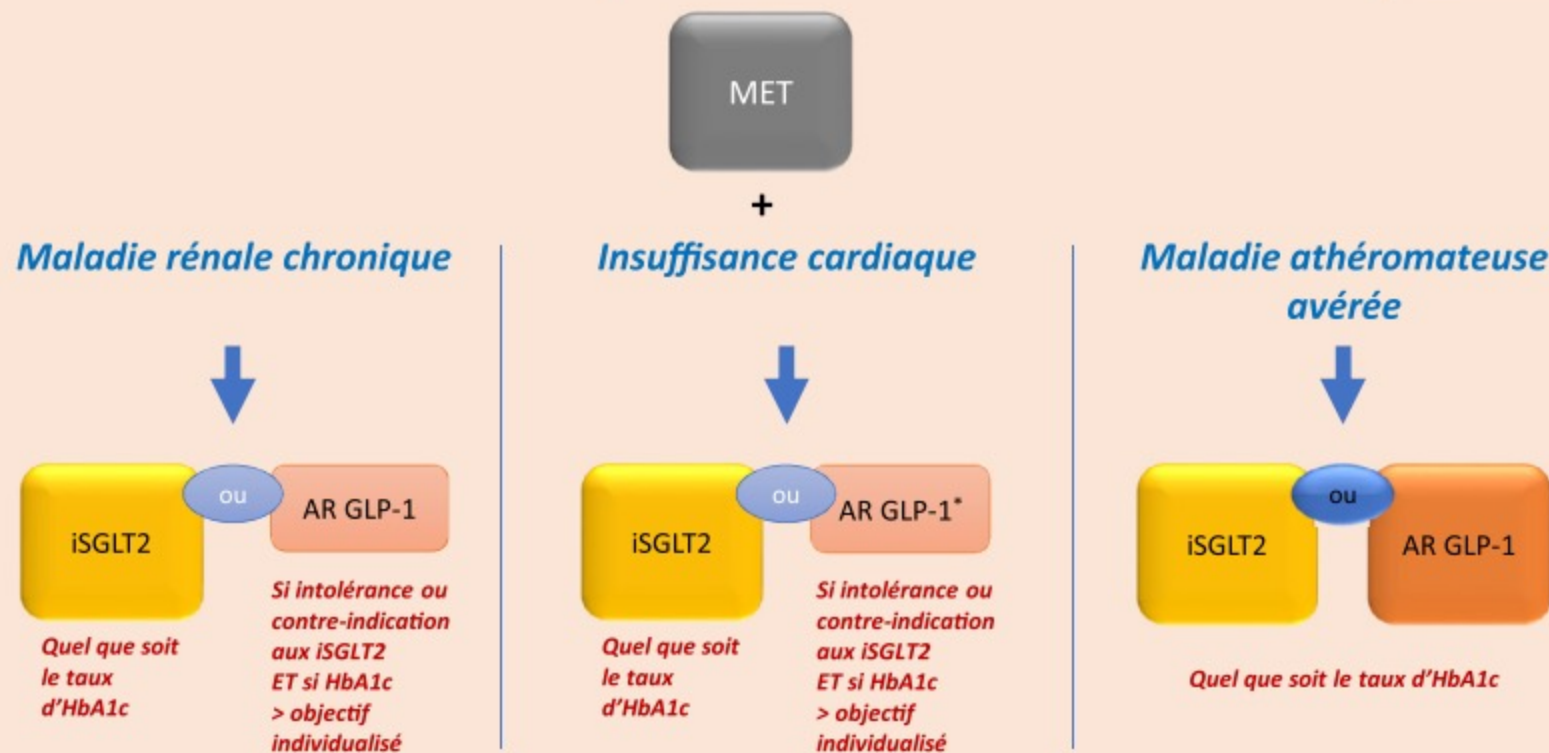 MET
+
Maladie rénale chronique
Insuffisance cardiaque
Maladie athéromateuse
avérée
iSGLT2
ou
AR GLP-1
Quel que soit
le taux
d’HbA1c
Si intolérance ou
contre-indication
aux iSGLT2
ET si HbA1c
> objectif
individualisé
iSGLT2
ou
AR GLP-1*
Quel que soit
le taux
d’HbA1c
Si intolérance ou
contre-indication
aux iSGLT2
ET si HbA1c
> objectif
individualisé
iSGLT2
ou
AR GLP-1
Quel que soit le taux d’HbA1c